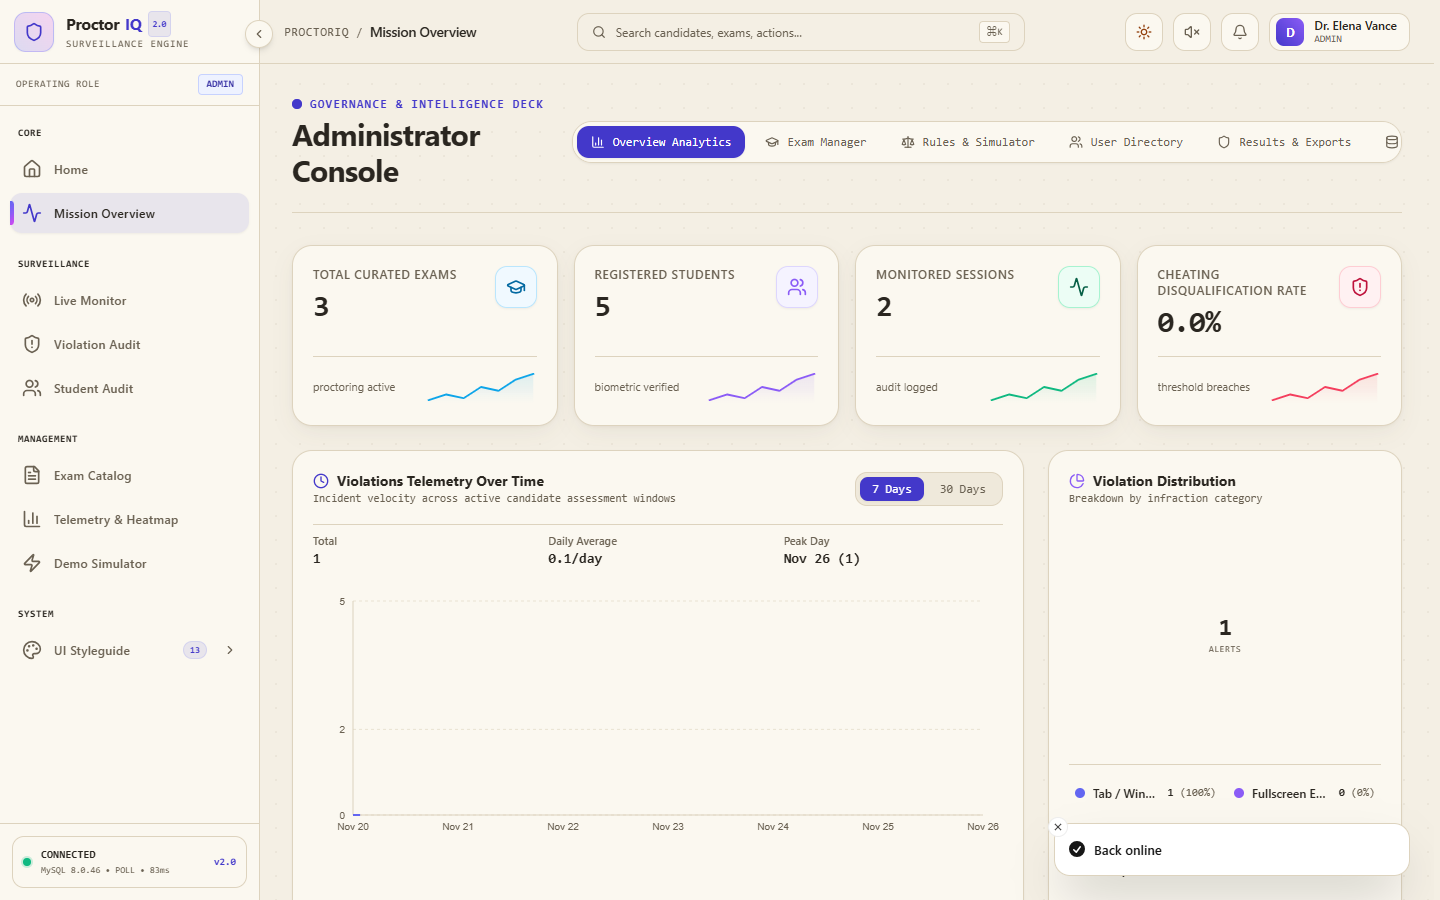 Proctor IQ 2.0
SURVEILLANCE ENGINE
OPERATING ROLE ADMIN
CORE
Home
Mission Overview
SURVEILLANCE
Live Monitor
Violation Audit
Student Audit
MANAGEMENT
Exam Catalog
Telemetry & Heatmap
Demo Simulator
SYSTEM
UI Styleguide 13
CONNECTED
MySQL 8.0.46 • POLL • 83ms
v2.0
PROCTORIQ / Mission Overview
Search candidates, exams, actions...
⌘K
D
Dr. Elena Vance
ADMIN
GOVERNANCE & INTELLIGENCE DECK
Administrator
Console
Overview Analytics
Exam Manager
Rules & Simulator
User Directory
Results & Exports
TOTAL CURATED EXAMS
3
proctoring active
REGISTERED STUDENTS
5
biometric verified
MONITORED SESSIONS
2
audit logged
CHEATING
DISQUALIFICATION RATE
0.0%
threshold breaches
Violations Telemetry Over Time
Incident velocity across active candidate assessment windows
7 Days
30 Days
Total
1
Daily Average
0.1/day
Peak Day
Nov 26 (1)
5
2
0
Nov 20
Nov 21
Nov 22
Nov 23
Nov 24
Nov 25
Nov 26
Violation Distribution
Breakdown by infraction category
1
ALERTS
Tab / Win... 1 (100%)
Fullscreen E... 0 (0%)
Back online